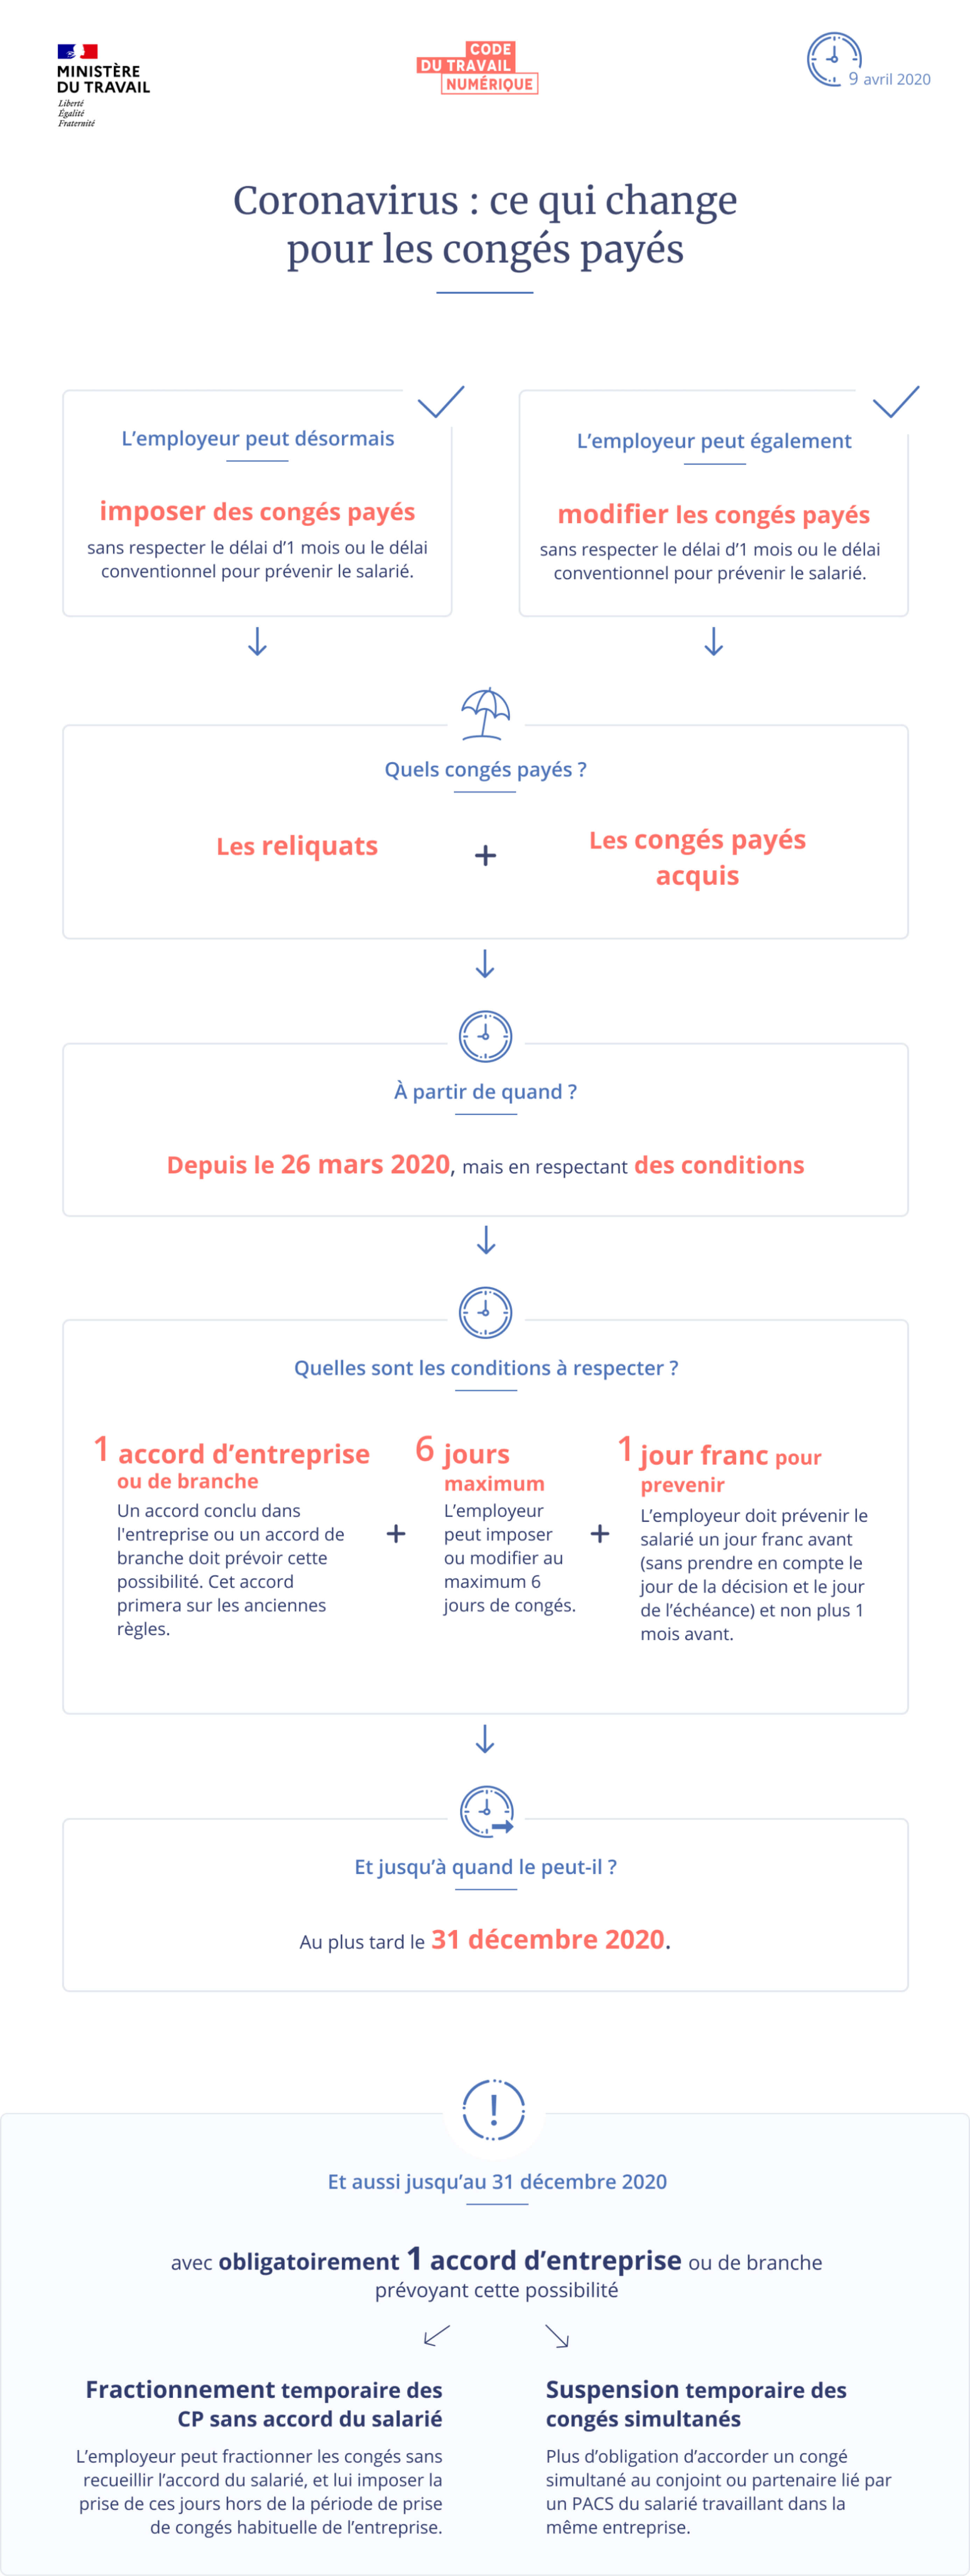 MINISTÈRE
DU TRAVAIL
Liberté
Égalité
Fraternité
CODE
DU TRAVAIL
NUMÉRIQUE
9 avril 2020
Coronavirus : ce qui change
pour les congés payés
L’employeur peut désormais
imposer des congés payés
sans respecter le délai d’1 mois ou le délai
conventionnel pour prévenir le salarié.
L’employeur peut également
modifier les congés payés
sans respecter le délai d’1 mois ou le délai
conventionnel pour prévenir le salarié.
Quels congés payés ?
Les reliquats
+
Les congés payés
acquis
À partir de quand ?
Depuis le 26 mars 2020, mais en respectant des conditions
Quelles sont les conditions à respecter ?
1 accord d’entreprise
ou de branche
Un accord conclu dans
l'entreprise ou un accord de
branche doit prévoir cette
possibilité. Cet accord
primera sur les anciennes
règles.
+
6 jours
maximum
L’employeur
peut imposer
ou modifier au
maximum 6
jours de congés.
+
1 jour franc pour
prevenir
L’employeur doit prévenir le
salarié un jour franc avant
(sans prendre en compte le
jour de la décision et le jour
de l’échéance) et non plus 1
mois avant.
Et jusqu’à quand le peut-il ?
Au plus tard le 31 décembre 2020.
!
Et aussi jusqu’au 31 décembre 2020
avec obligatoirement 1 accord d’entreprise ou de branche
prévoyant cette possibilité
Fractionnement temporaire des
CP sans accord du salarié
L’employeur peut fractionner les congés sans
recueillir l’accord du salarié, et lui imposer la
prise de ces jours hors de la période de prise
de congés habituelle de l’entreprise.
Suspension temporaire des
congés simultanés
Plus d’obligation d’accorder un congé
simultané au conjoint ou partenaire lié par
un PACS du salarié travaillant dans la
même entreprise.